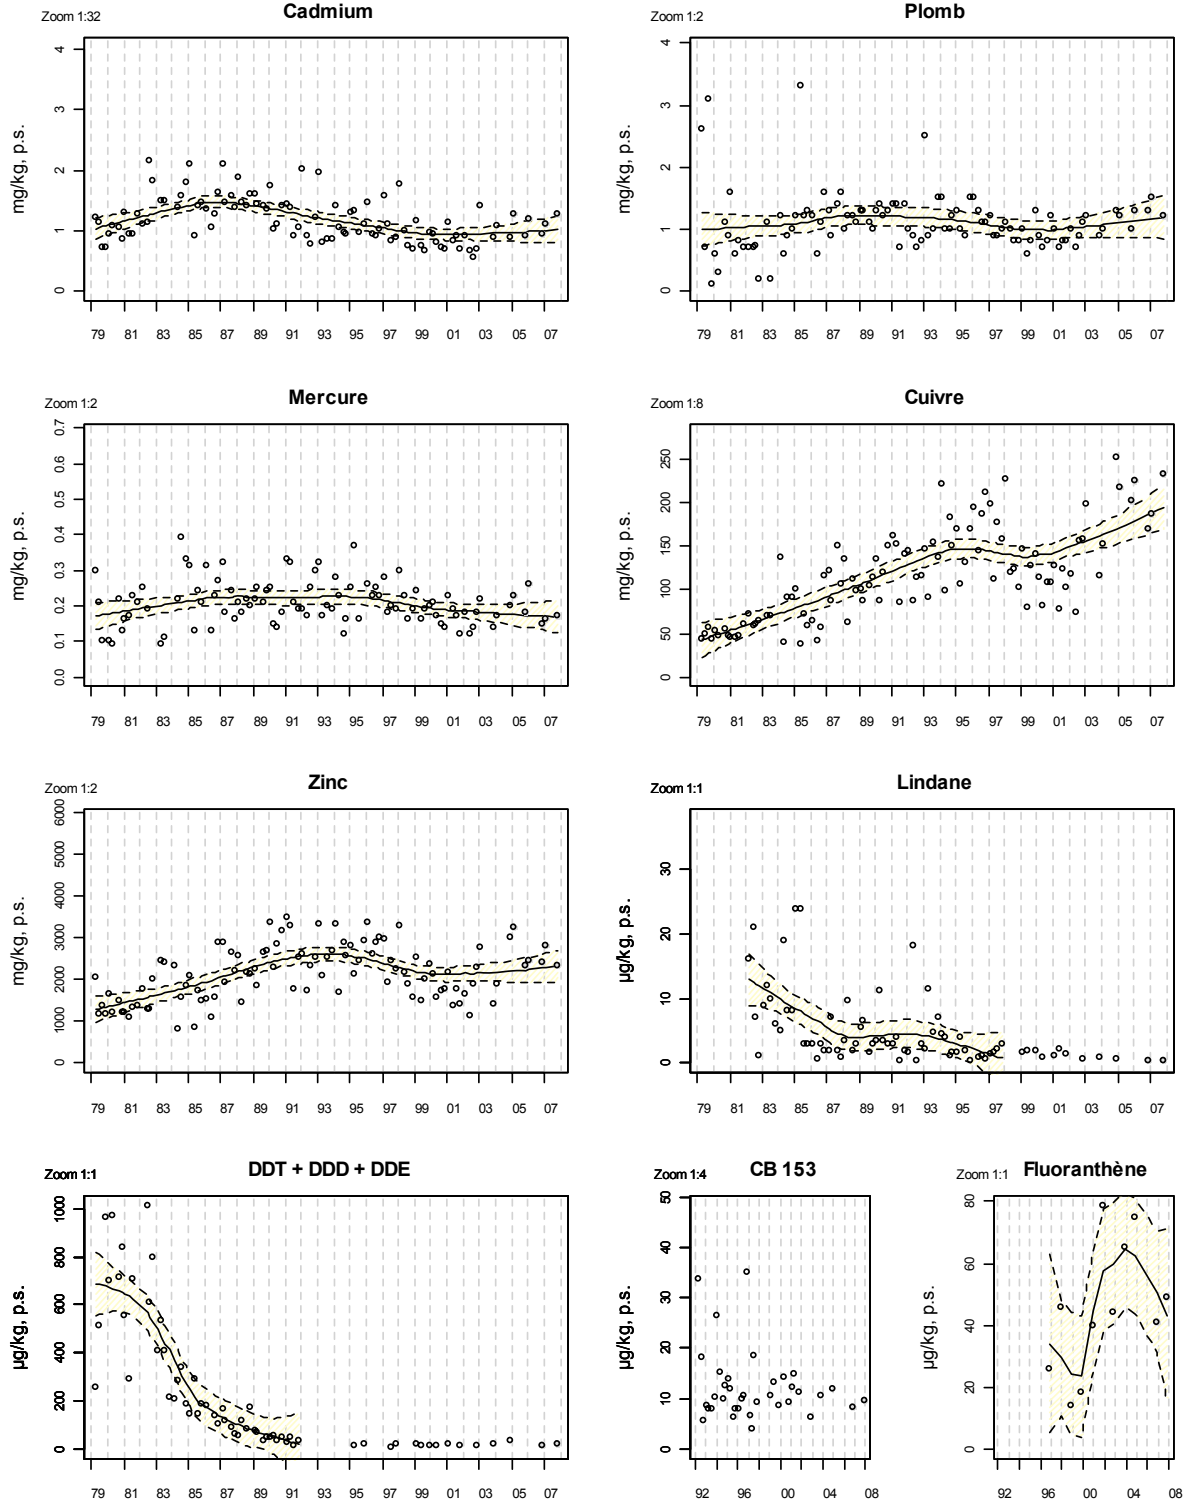 Zoom 1:32
Cadmium
mg/kg, p.s.
4
3
2
1
0
79 81 83 85 87 89 91 93 95 97 99 01 03 05 07
Zoom 1:2
Plomb
mg/kg, p.s.
4
3
2
1
0
79 81 83 85 87 89 91 93 95 97 99 01 03 05 07
Zoom 1:2
Mercure
mg/kg, p.s.
0.7
0.6
0.5
0.4
0.3
0.2
0.1
0.0
79 81 83 85 87 89 91 93 95 97 99 01 03 05 07
Zoom 1:8
Cuivre
mg/kg, p.s.
250
200
150
100
50
0
79 81 83 85 87 89 91 93 95 97 99 01 03 05 07
Zoom 1:2
Zinc
mg/kg, p.s.
6000
5000
4000
3000
2000
1000
0
79 81 83 85 87 89 91 93 95 97 99 01 03 05 07
Zoom 1:1
Lindane
µg/kg, p.s.
30
20
10
0
79 81 83 85 87 89 91 93 95 97 99 01 03 05 07
Zoom 1:1
DDT + DDD + DDE
µg/kg, p.s.
1000
800
600
400
200
0
79 81 83 85 87 89 91 93 95 97 99 01 03 05 07
Zoom 1:4
CB 153
µg/kg, p.s.
50
40
30
20
10
0
92 96 00 04 08
Zoom 1:1
Fluoranthène
µg/kg, p.s.
80
60
40
20
0
92 96 00 04 08